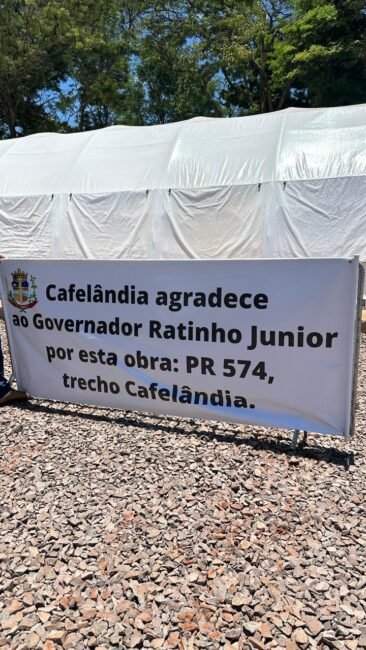 Cafelândia agradece
ao Governador Ratinho Junior
por esta obra: PR 574,
trecho Cafelândia.